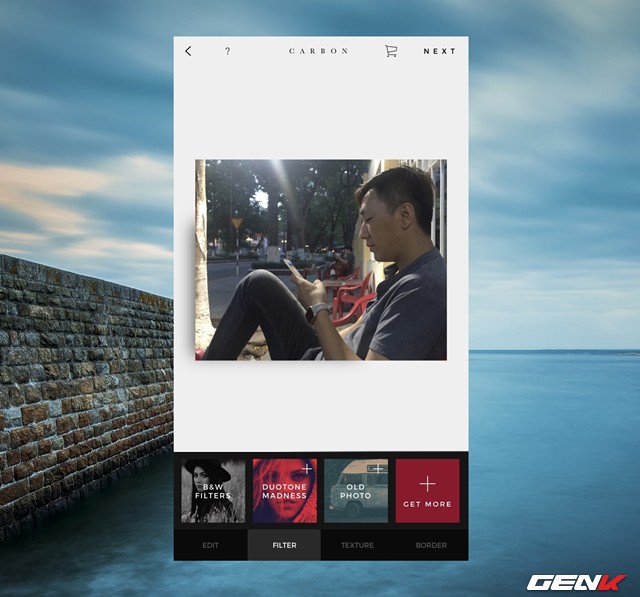 ?
CARBON
NEXT
B&W
FILTERS
DUOTONE
MADNESS
OLD
PHOTO
GET MORE
EDIT
FILTER
TEXTURE
BORDER
GENK